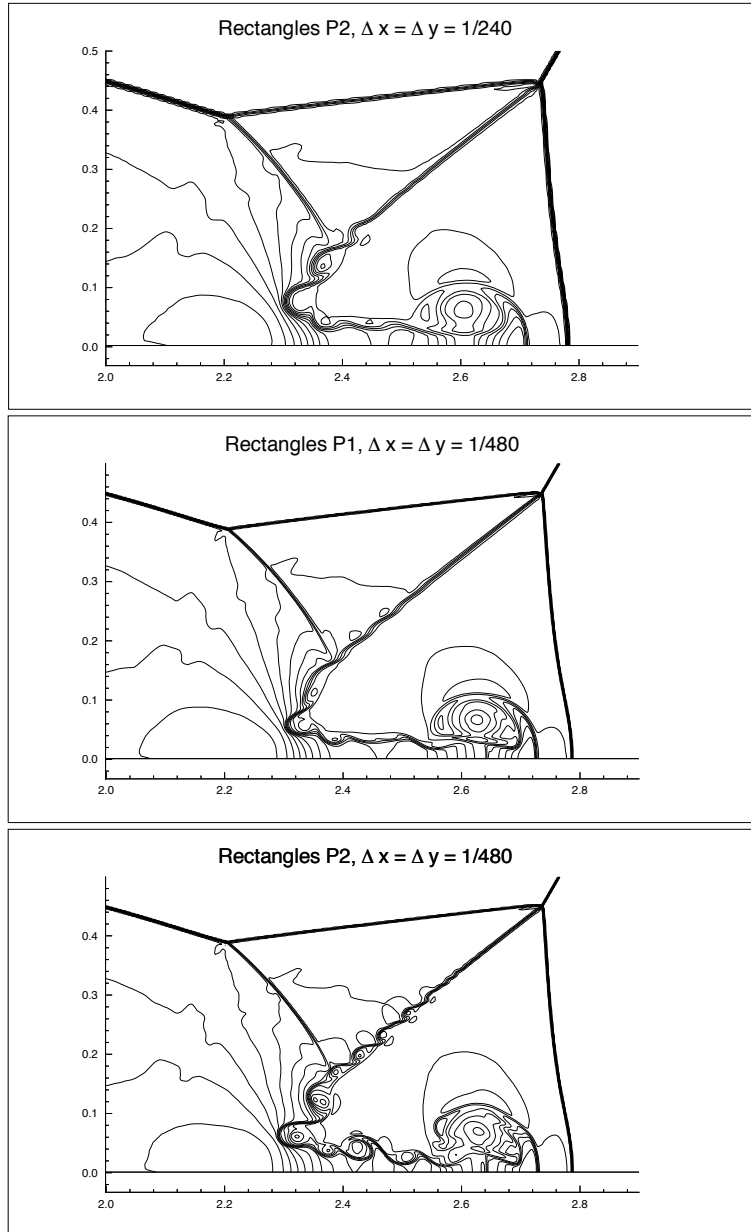 Rectangles P2, Δ x = Δ y = 1/240
0.5
0.4
0.3
0.2
0.1
0.0
2.0 2.2 2.4 2.6 2.8
Rectangles P1, Δ x = Δ y = 1/480
0.4
0.3
0.2
0.1
0.0
2.0 2.2 2.4 2.6 2.8
Rectangles P2, Δ x = Δ y = 1/480
0.4
0.3
0.2
0.1
0.0
2.0 2.2 2.4 2.6 2.8